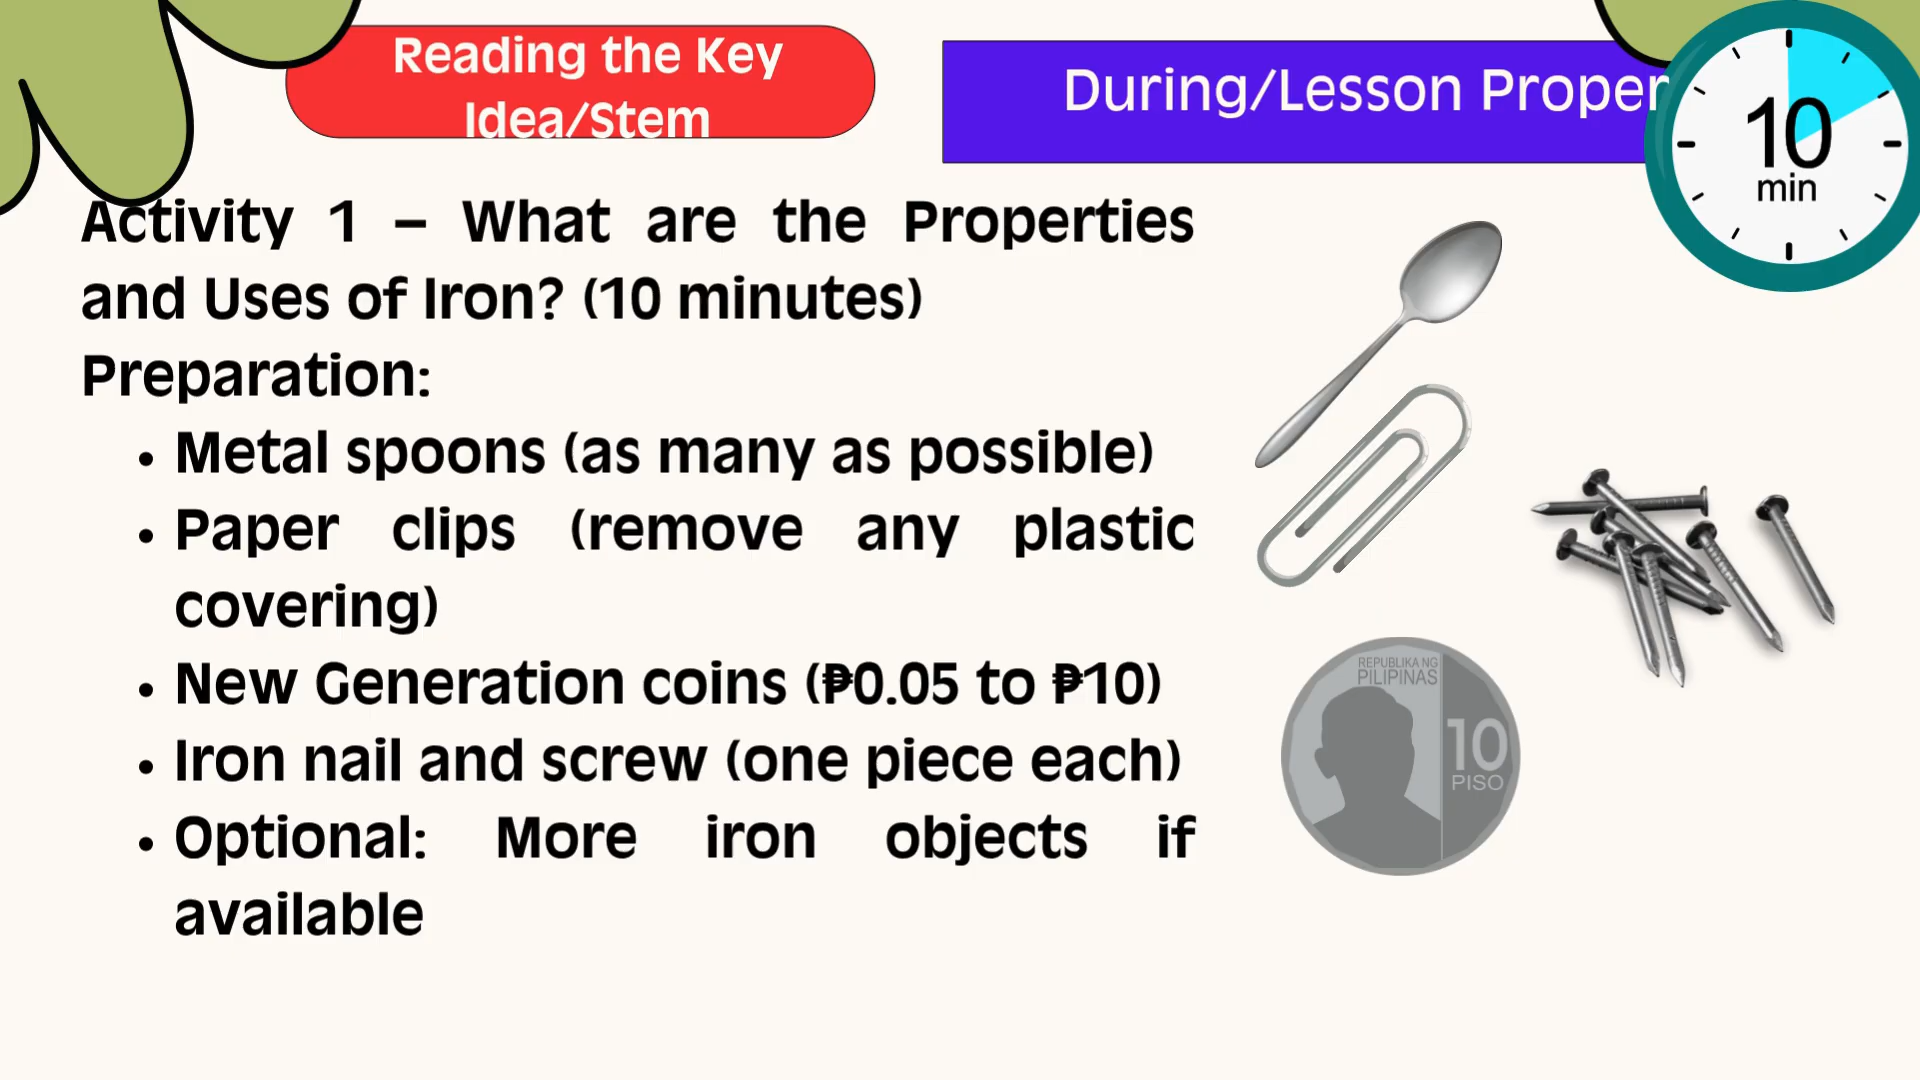 Reading the Key
Idea/Stem
During/Lesson Proper
10
min
Activity 1 – What are the Properties
and Uses of Iron? (10 minutes)
Preparation:
• Metal spoons (as many as possible)
• Paper clips (remove any plastic
covering)
• New Generation coins (₱0.05 to ₱10)
• Iron nail and screw (one piece each)
• Optional: More iron objects if
available
REPUBLIKA NG
PILIPINAS
10
PISO